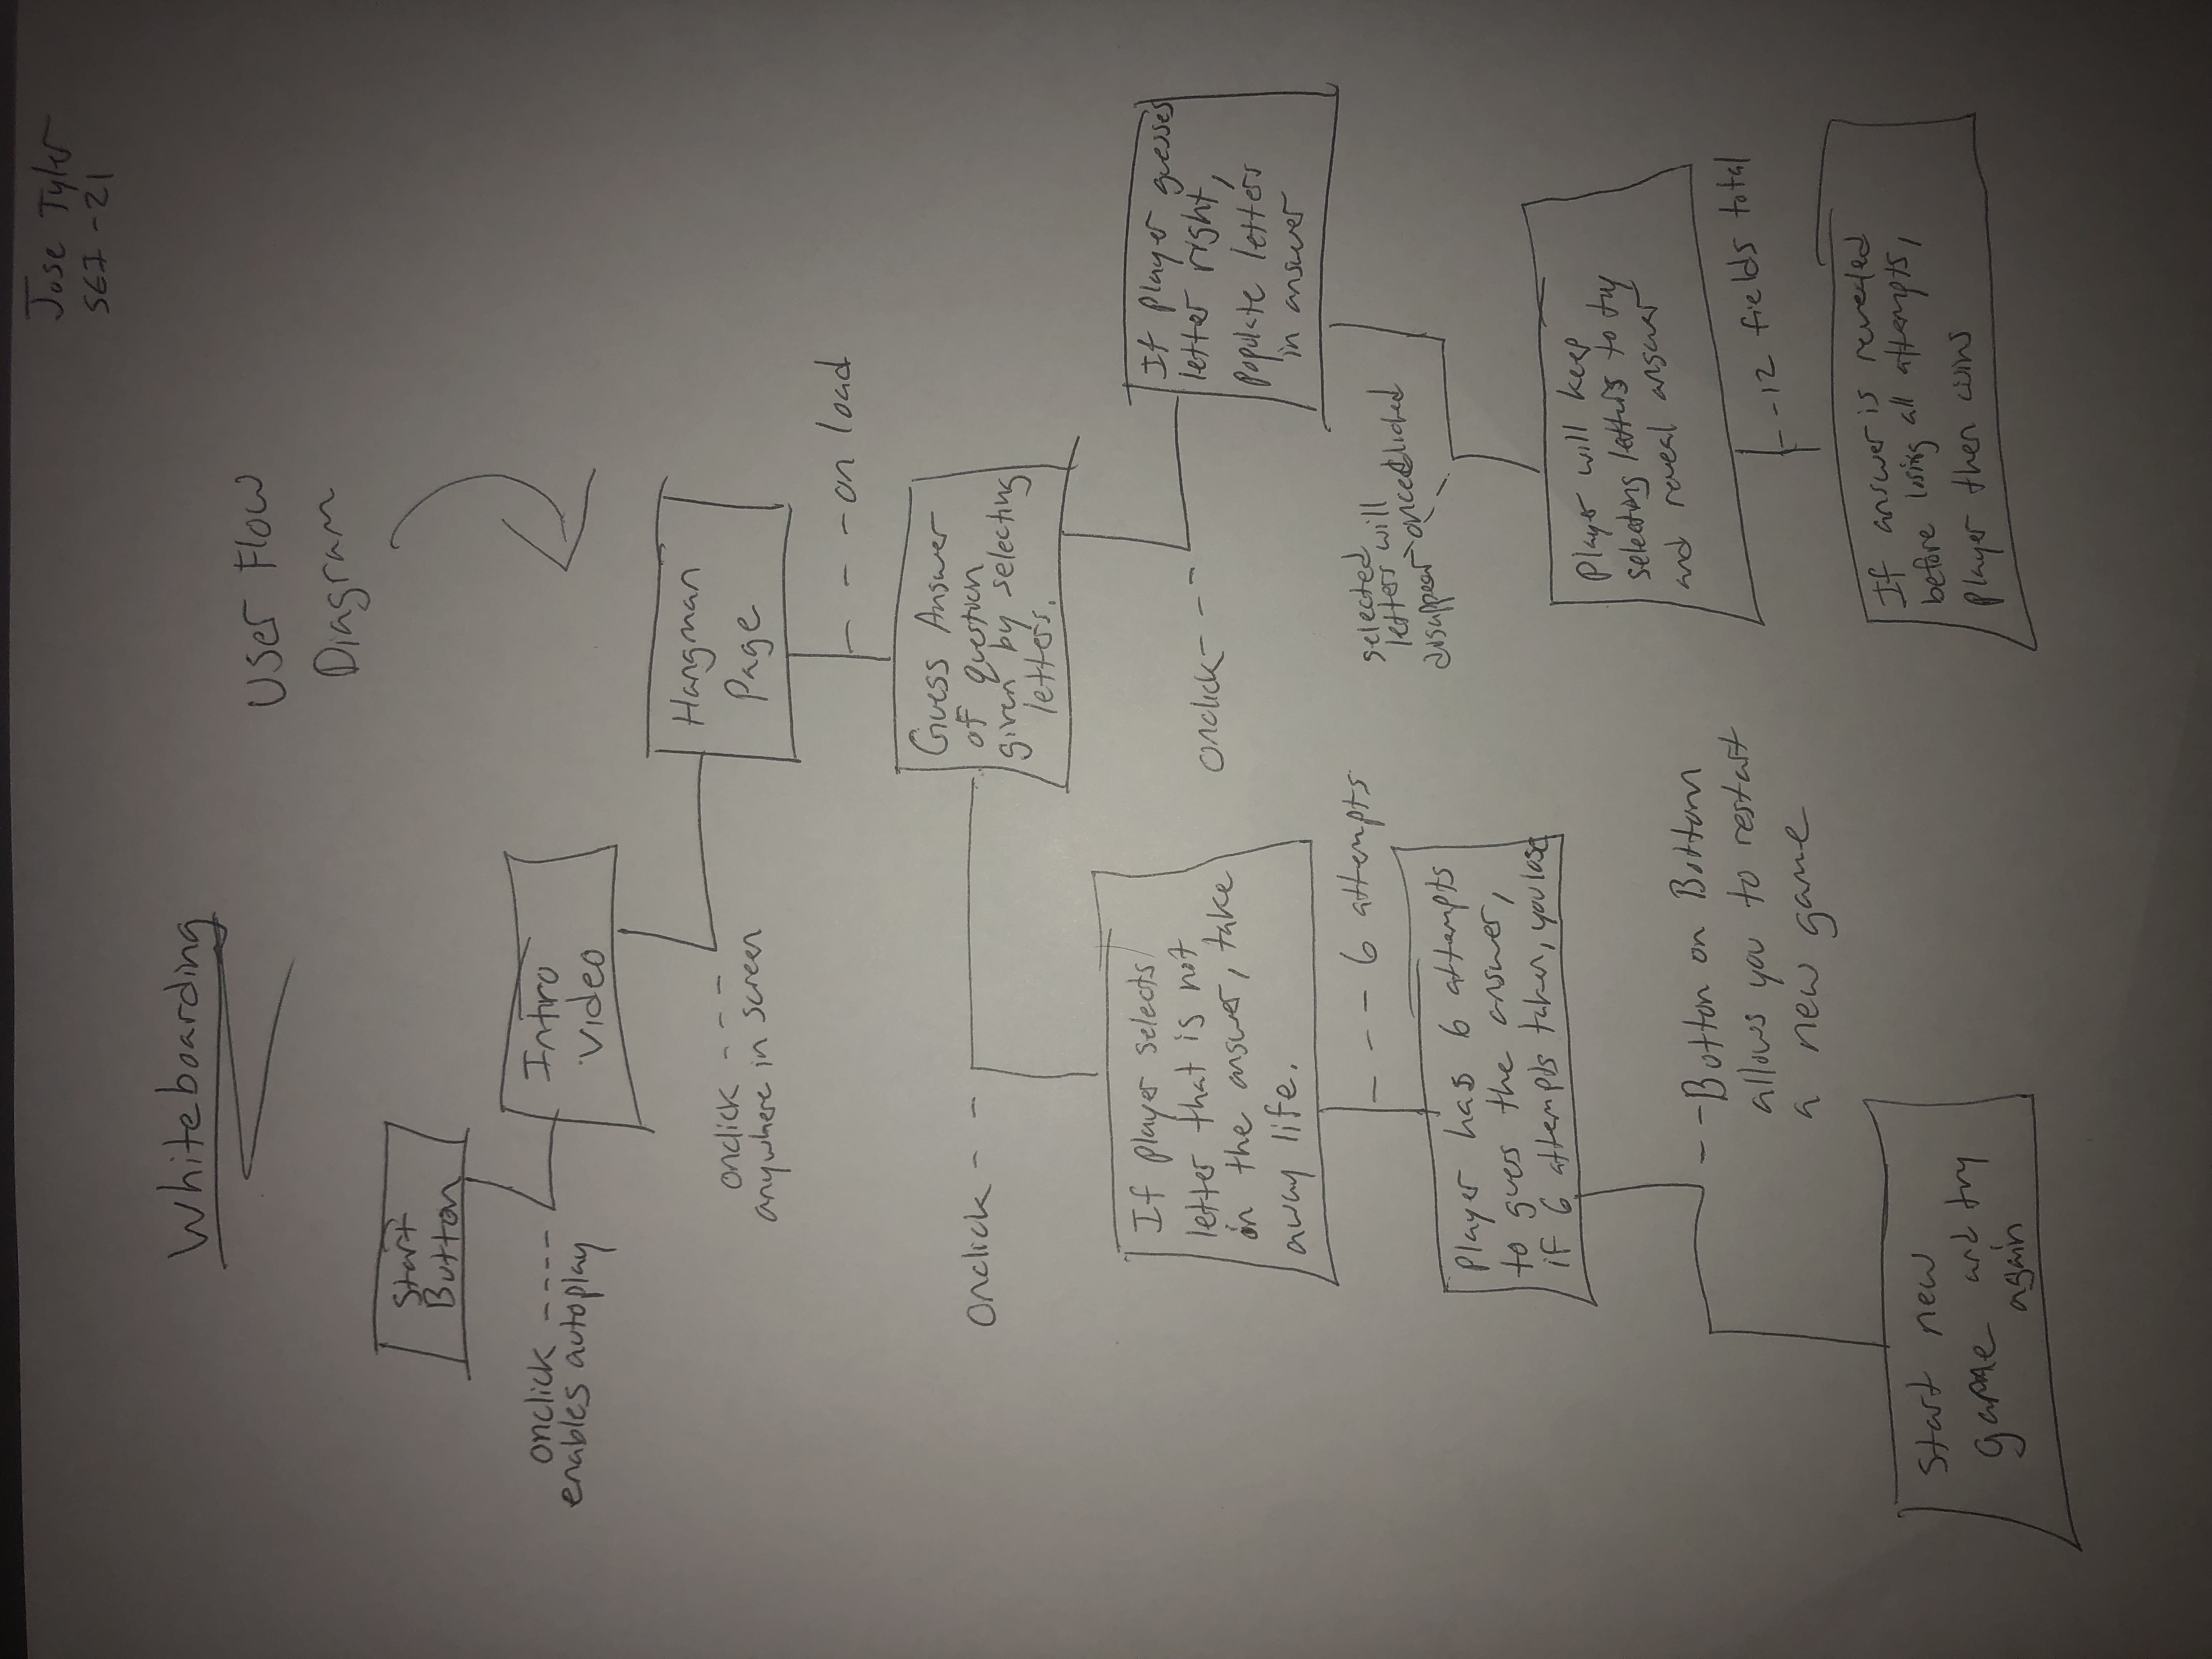 Jose Tyler
SEI - 21
Whiteboarding
User Flow
Diagram
Start
Button
onclick ----
enables autoplay
Intro
Video
onclick ---
anywhere in screen
Hangman
Page
- - - on load
Guess Answer
of question
given by selecting
letters.
Onclick - -
If player selects
letter that is not
in the answer, take
away life.
Onclick ---
If player guesses
letter right,
populate letters
in answer
--- 6 attempts
selected
letters will
disappear once clicked
Player has 6 attempts
to guess the answer,
if 6 attempts taken, you lose
Player will keep
selecting letters to try
and reveal answer
--Button on Bottom
allows you to restart
a new game
--12 fields total
Start new
game and try
again
If answer is revealed
before losing all attempts,
player then wins